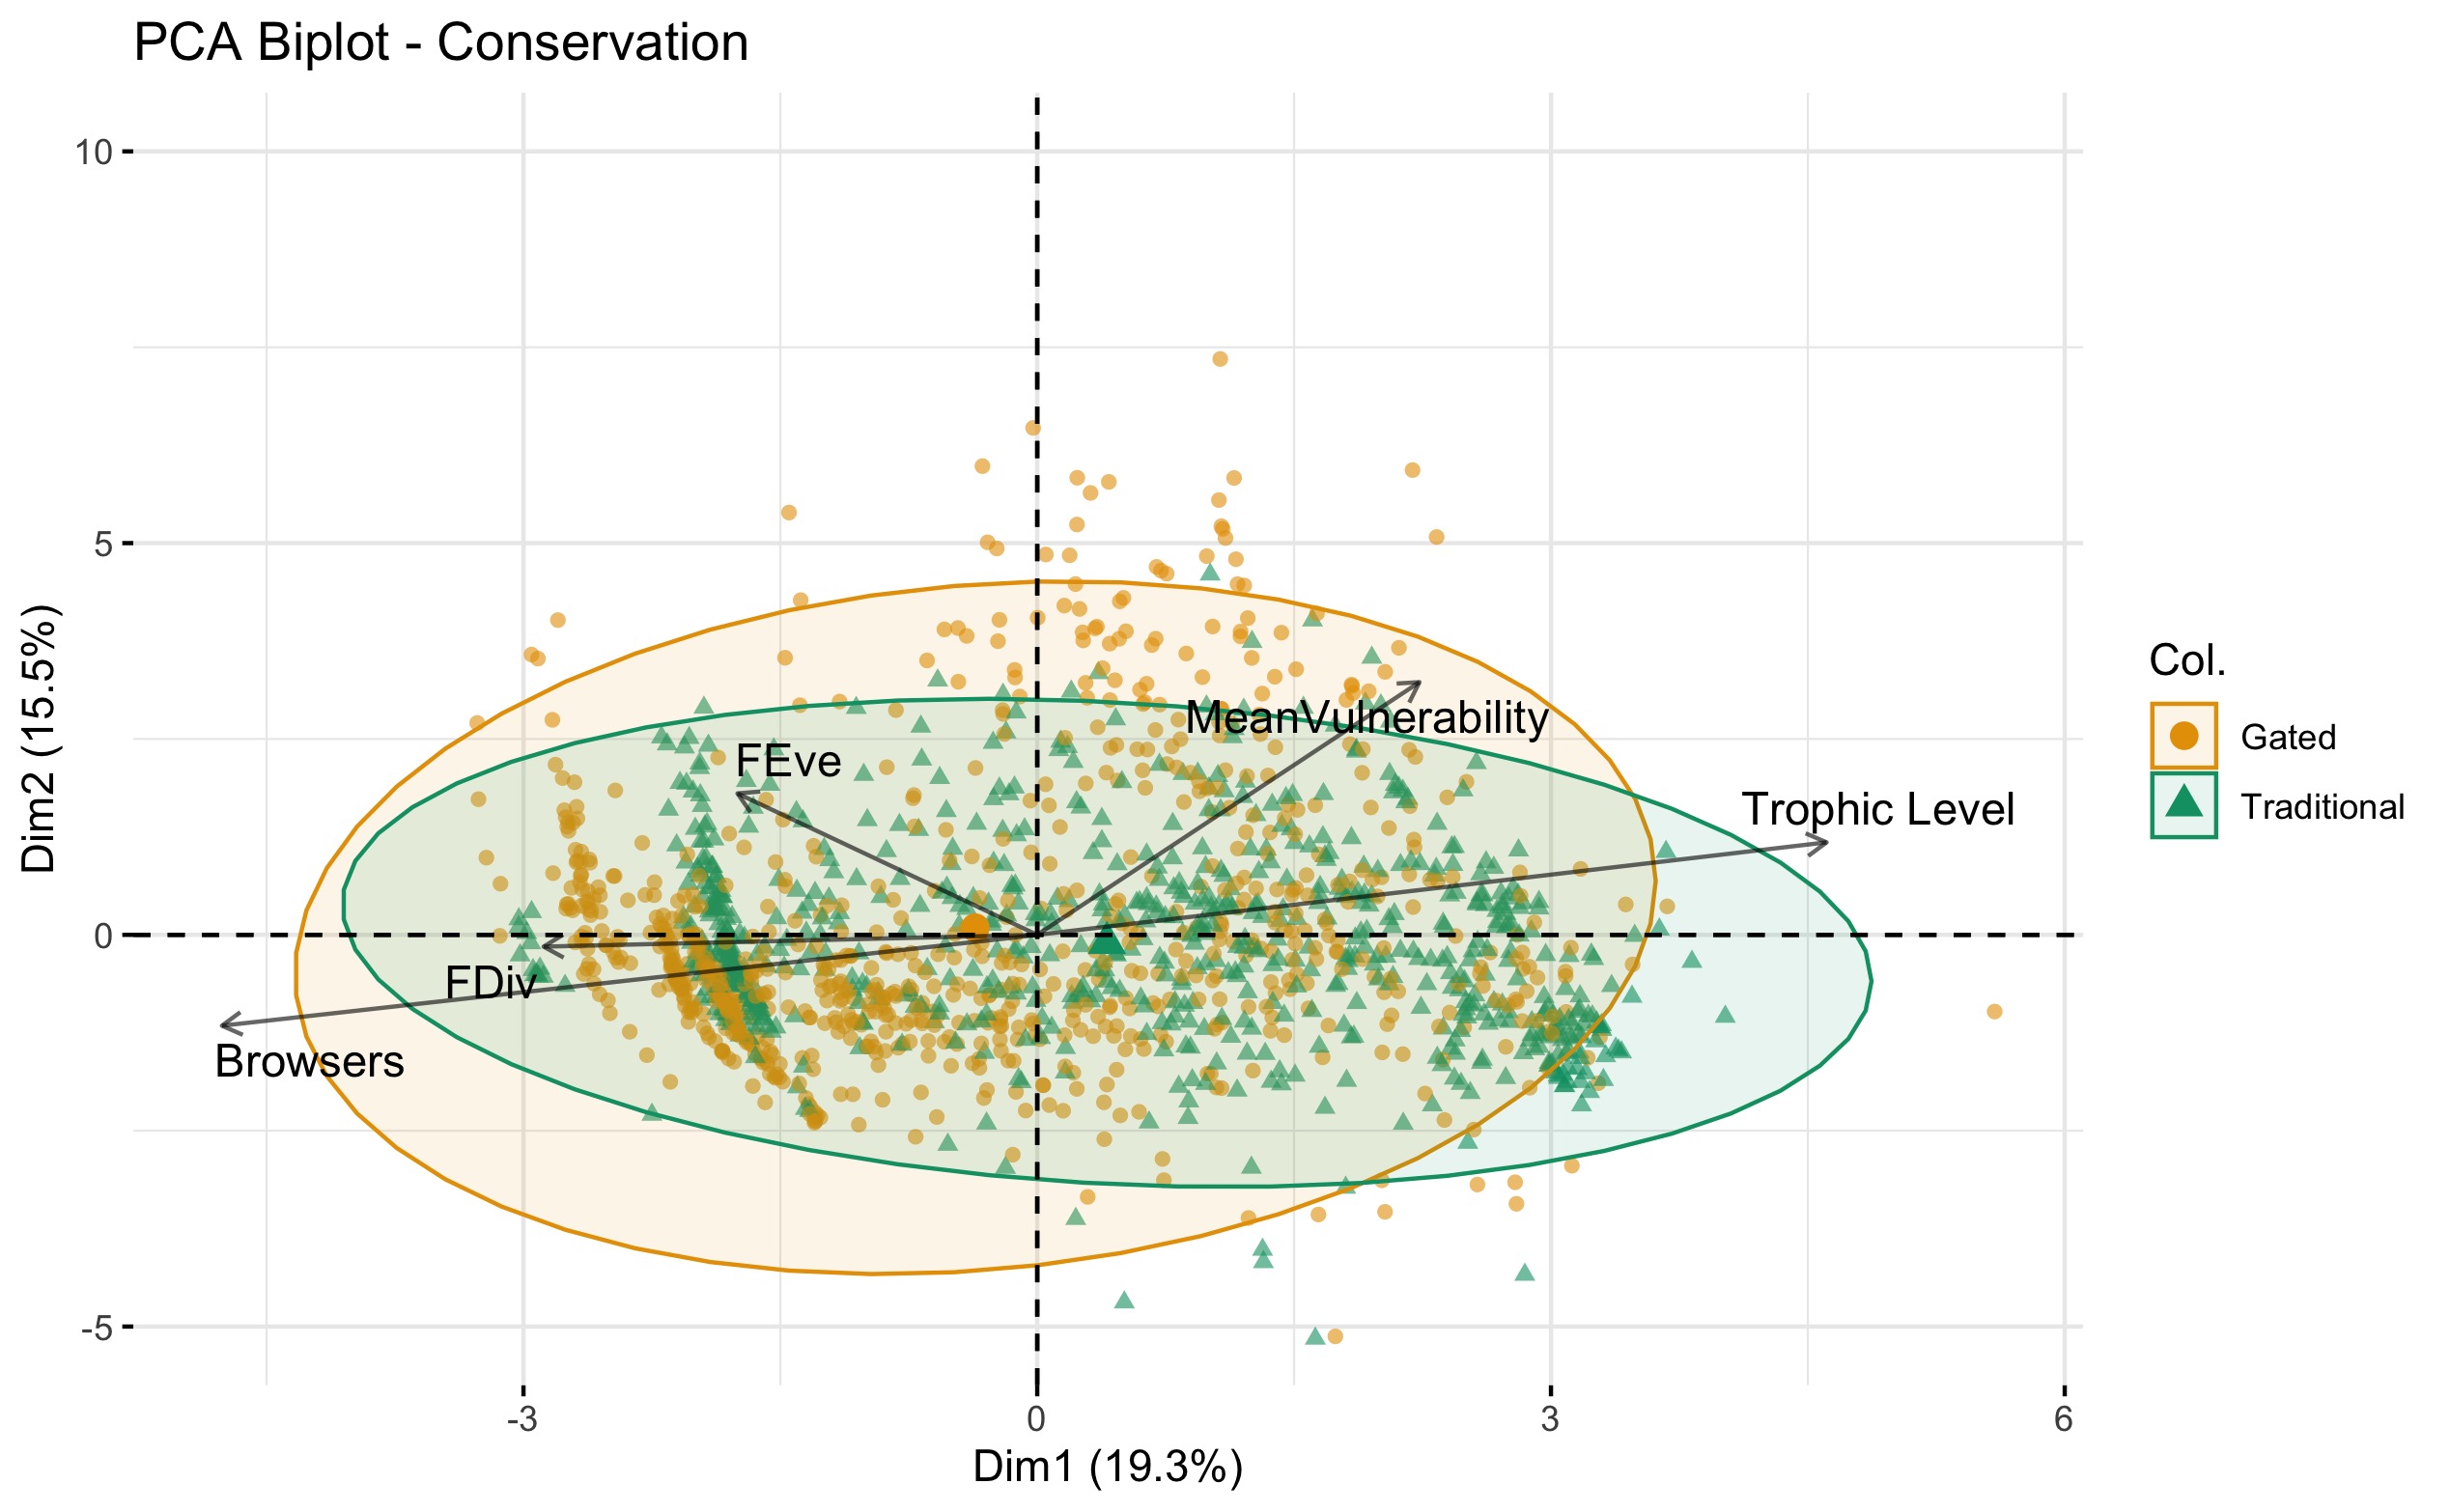 PCA Biplot - Conservation
10
5
0
-5
Dim2 (15.5%)
MeanVulnerability
FEve
Trophic Level
FDiv
Browsers
-3
0
3
6
Dim1 (19.3%)
Col.
Gated
Traditional